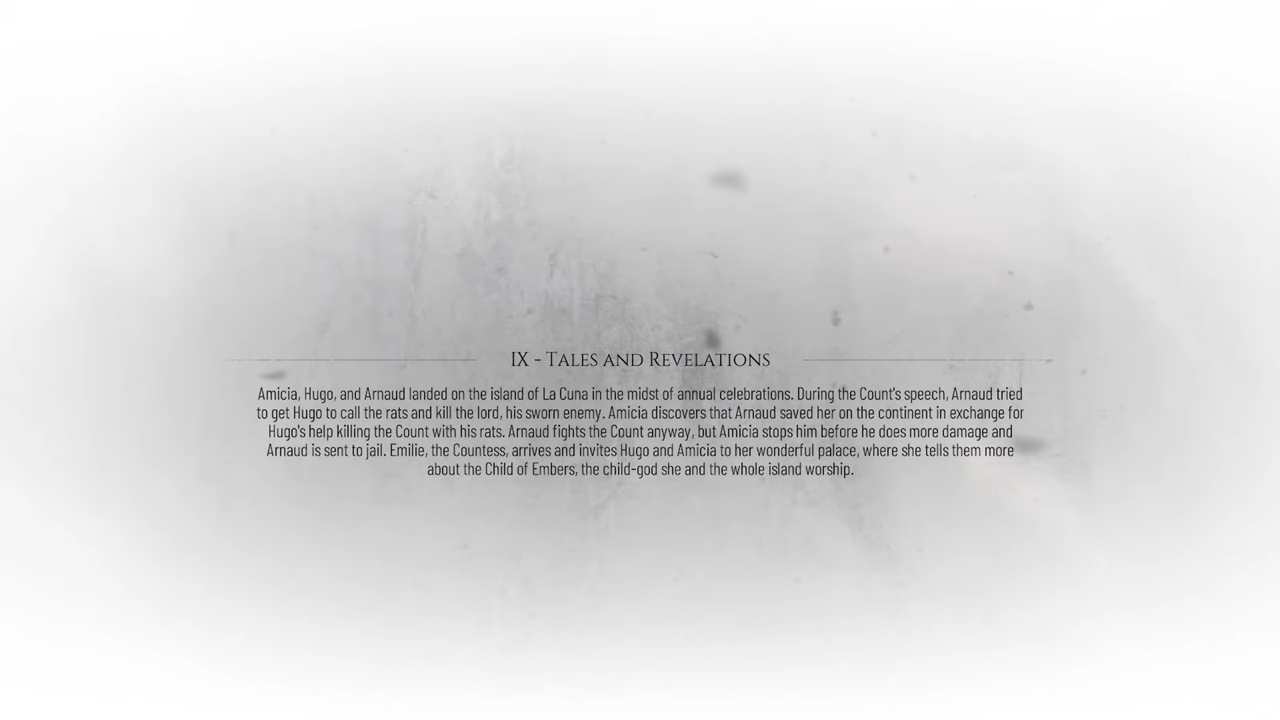 IX - Tales and Revelations
Amicia, Hugo, and Arnaud landed on the island of La Cuna in the midst of annual celebrations. During the Count's speech, Arnaud tried
to get Hugo to call the rats and kill the lord, his sworn enemy. Amicia discovers that Arnaud saved her on the continent in exchange for
Hugo's help killing the Count with his rats. Arnaud fights the Count anyway, but Amicia stops him before he does more damage and
Arnaud is sent to jail. Emilie, the Countess, arrives and invites Hugo and Amicia to her wonderful palace, where she tells them more
about the Child of Embers, the child-god she and the whole island worship.